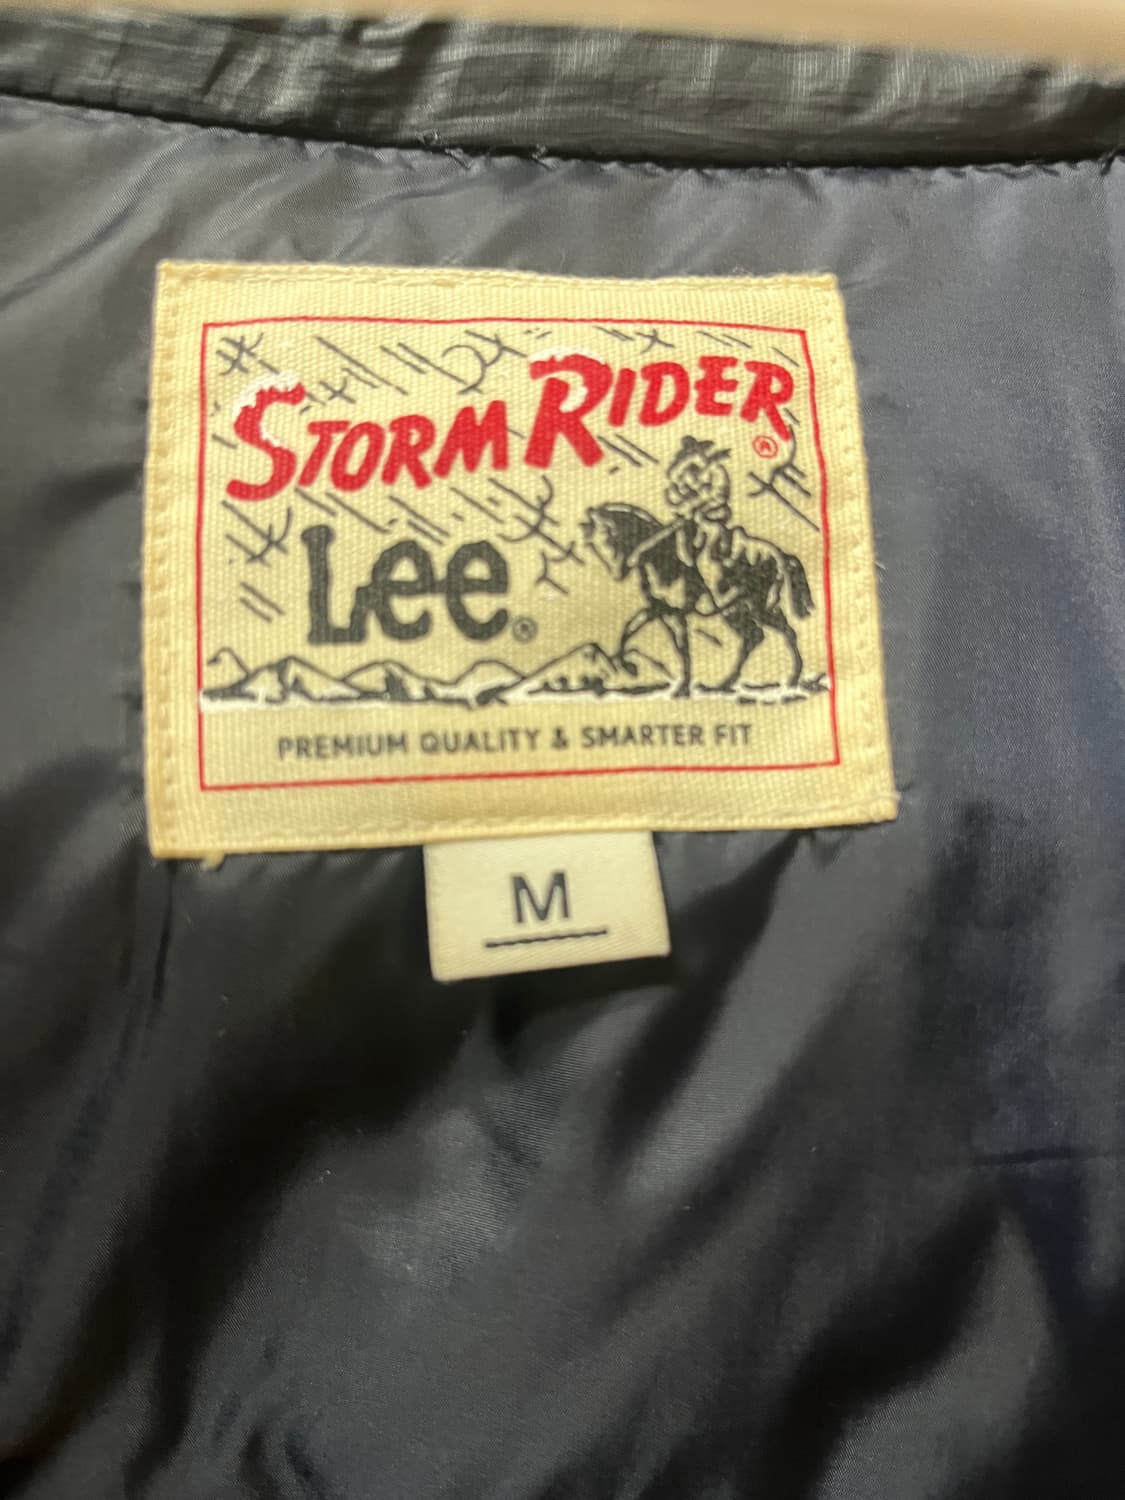 STORM RIDER®
Lee®
PREMIUM QUALITY & SMARTER FIT
M